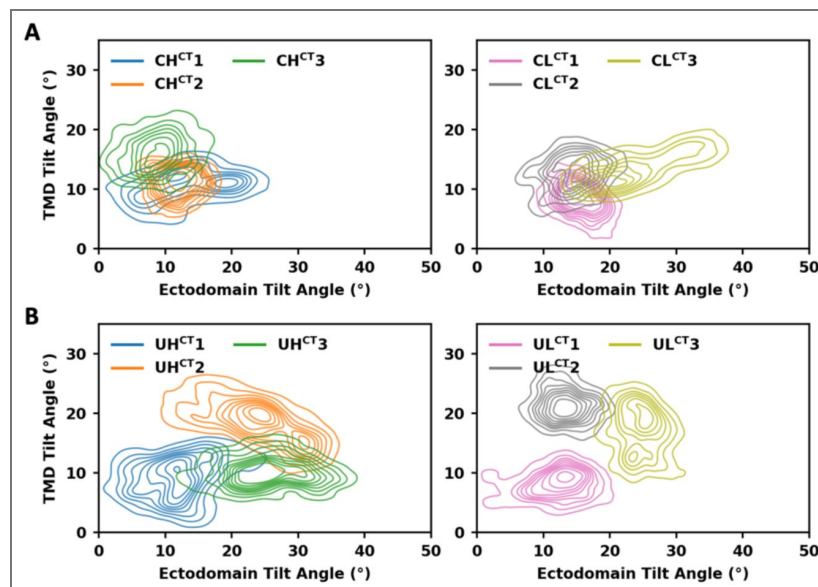 A
CH^CT1 CH^CT3
CH^CT2
CL^CT1 CL^CT3
CL^CT2
TMD Tilt Angle (°)
30
20
10
0
0 10 20 30 40 50
Ectodomain Tilt Angle (°)
30
20
10
0
0 10 20 30 40 50
Ectodomain Tilt Angle (°)
B
UH^CT1 UH^CT3
UH^CT2
UL^CT1 UL^CT3
UL^CT2
TMD Tilt Angle (°)
30
20
10
0
0 10 20 30 40 50
Ectodomain Tilt Angle (°)
30
20
10
0
0 10 20 30 40 50
Ectodomain Tilt Angle (°)